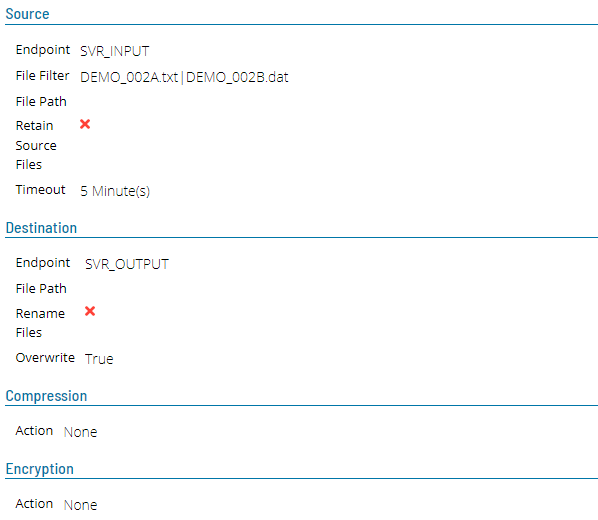 Source
Endpoint SVR_INPUT
File Filter DEMO_002A.txt|DEMO_002B.dat
File Path
Retain
Source
Files
Timeout 5 Minute(s)
Destination
Endpoint SVR_OUTPUT
File Path
Rename
Files
Overwrite True
Compression
Action None
Encryption
Action None